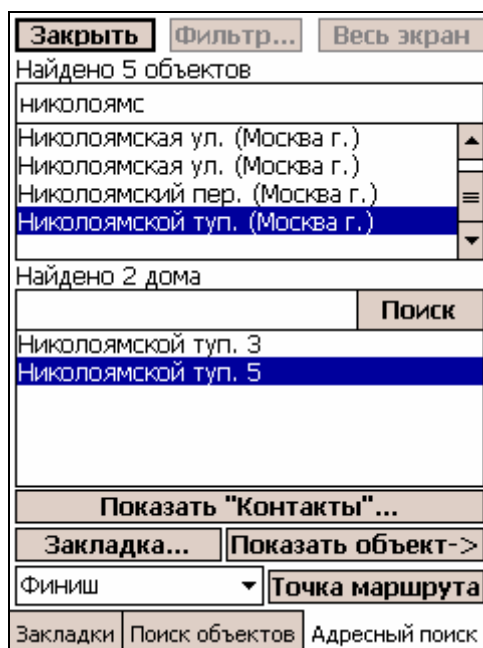 Закрыть Фильтр... Весь экран
Найдено 5 объектов
николоямс
Николоямская ул. (Москва г.)
Николоямская ул. (Москва г.)
Николоямский пер. (Москва г.)
Николоямской туп. (Москва г.)
Найдено 2 дома
Поиск
Николоямской туп. 3
Николоямской туп. 5
Показать "Контакты"...
Закладка... Показать объект->
Финиш Точка маршрута
Закладки Поиск объектов Адресный поиск